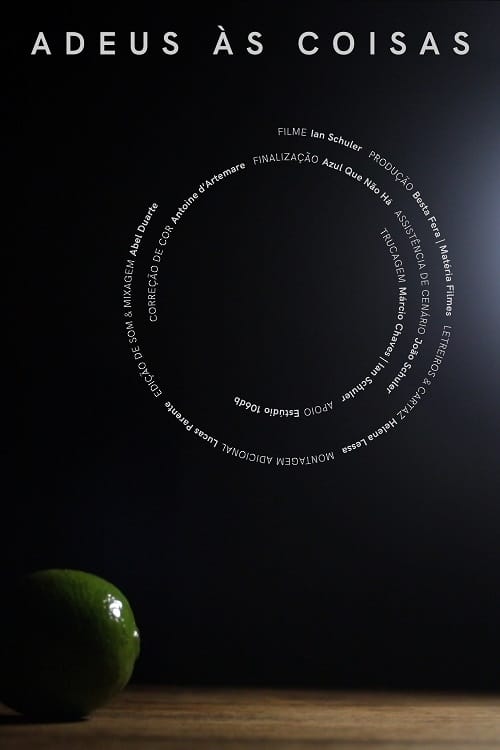 ADEUS ÀS COISAS
FILME Ian Schuler PRODUÇÃO Besta Fera | Matéria Filmes LETREIROS & CARTAZ Helena Lessa MONTAGEM ADICIONAL Lucas Parente EDIÇÃO DE SOM & MIXAGEM Abel Duarte
CORREÇÃO DE COR Antoine d'Artemare FINALIZAÇÃO Azul Que Não Há ASSISTÊNCIA DE CENÁRIO João Schuler
TRUCAGEM Márcio Chaves | Ian Schuler APOIO Estúdio 106db